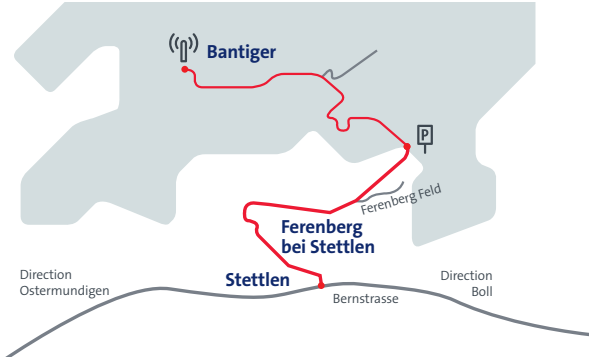 Bantiger
P
Ferenberg Feld
Ferenberg
bei Stettlen
Stettlen
Direction
Ostermundigen
Bernstrasse
Direction
Boll